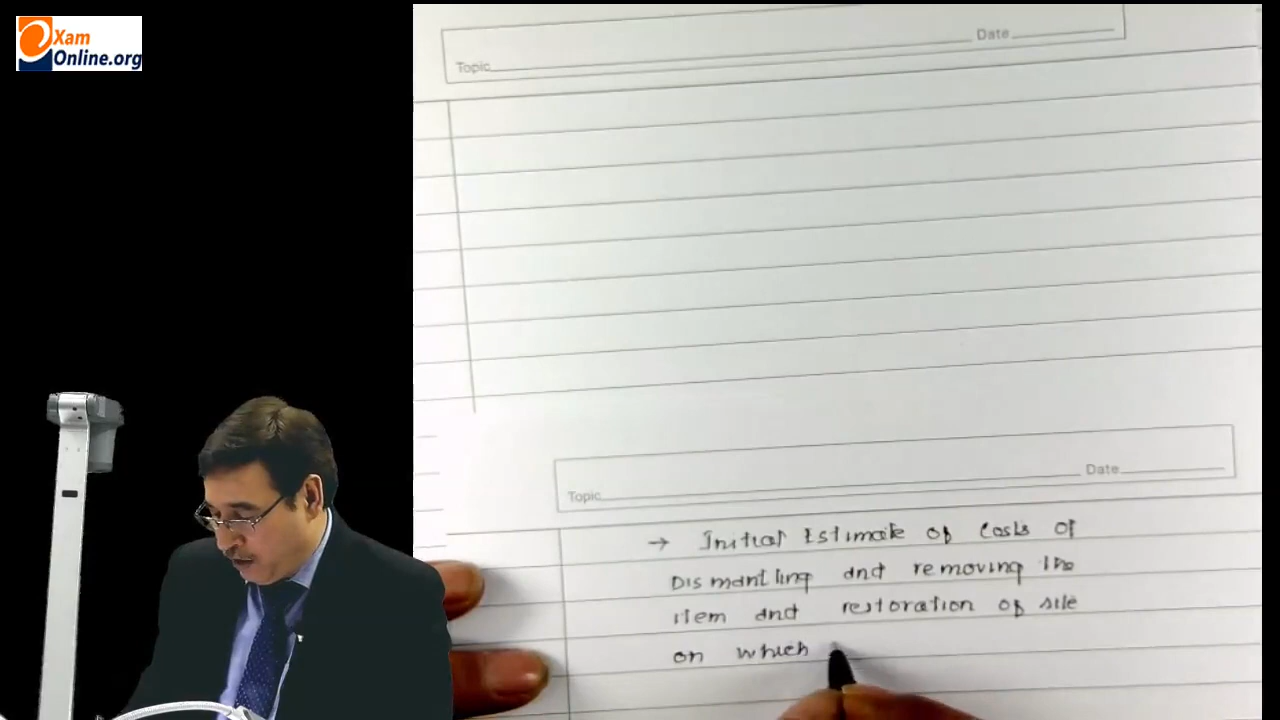 Xam
Online.org
Date
Topic
Date
Topic
→ Initial Estimate of Costs of
Dismantling and removing the
item and restoration of site
on which